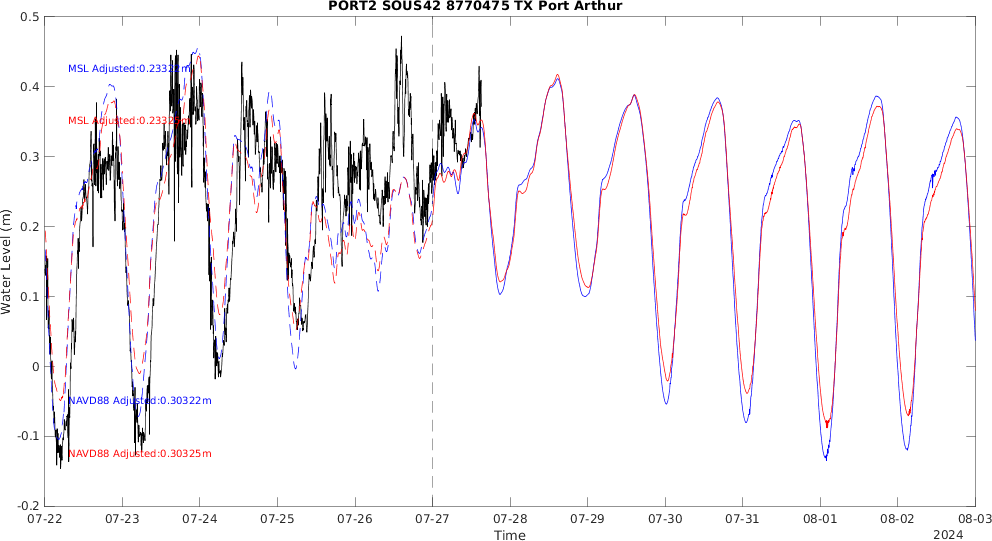 PORT2 SOUS42 8770475 TX Port Arthur
0.5
MSL Adjusted:0.23322m
0.4
MSL Adjusted:0.23325m
0.3
0.2
Water Level (m)
0.1
0
NAVD88 Adjusted:0.30322m
-0.1
NAVD88 Adjusted:0.30325m
-0.2
07-22 07-23 07-24 07-25 07-26 07-27 07-28 07-29 07-30 07-31 08-01 08-02 08-03
Time
2024